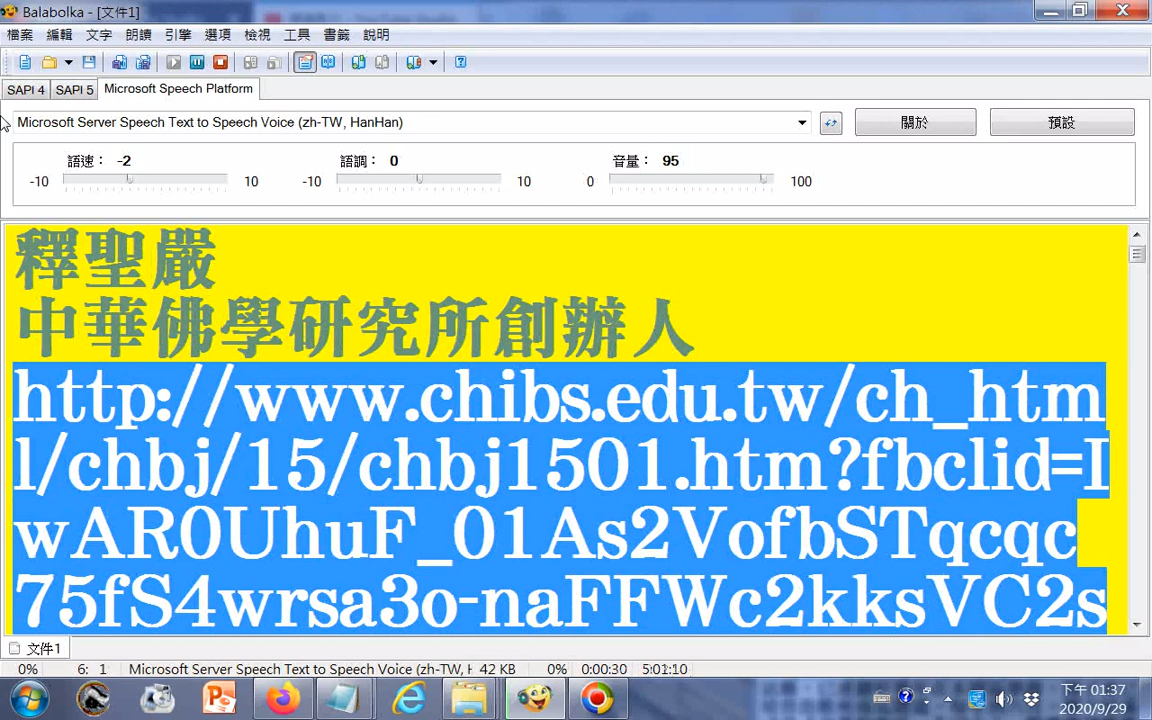 Balabolka - [文件1]
檔案 編輯 文字 朗讀 引擎 選項 檢視 工具 書籤 說明
SAPI 4 SAPI 5 Microsoft Speech Platform
Microsoft Server Speech Text to Speech Voice (zh-TW, HanHan) 關於 預設
語速： -2 語調： 0 音量： 95
-10 10 -10 10 0 100
釋聖嚴
中華佛學研究所創辦人
http://www.chibs.edu.tw/ch_htm
l/chbj/15/chbj1501.htm?fbclid=I
wAR0UhuF_01As2VofbSTqcqc
75fS4wrsa3o-naFFWc2kksVC2s
文件1
0% 6: 1 Microsoft Server Speech Text to Speech Voice (zh-TW, H 42 KB 0% 0:00:30 5:01:10
下午 01:37
2020/9/29